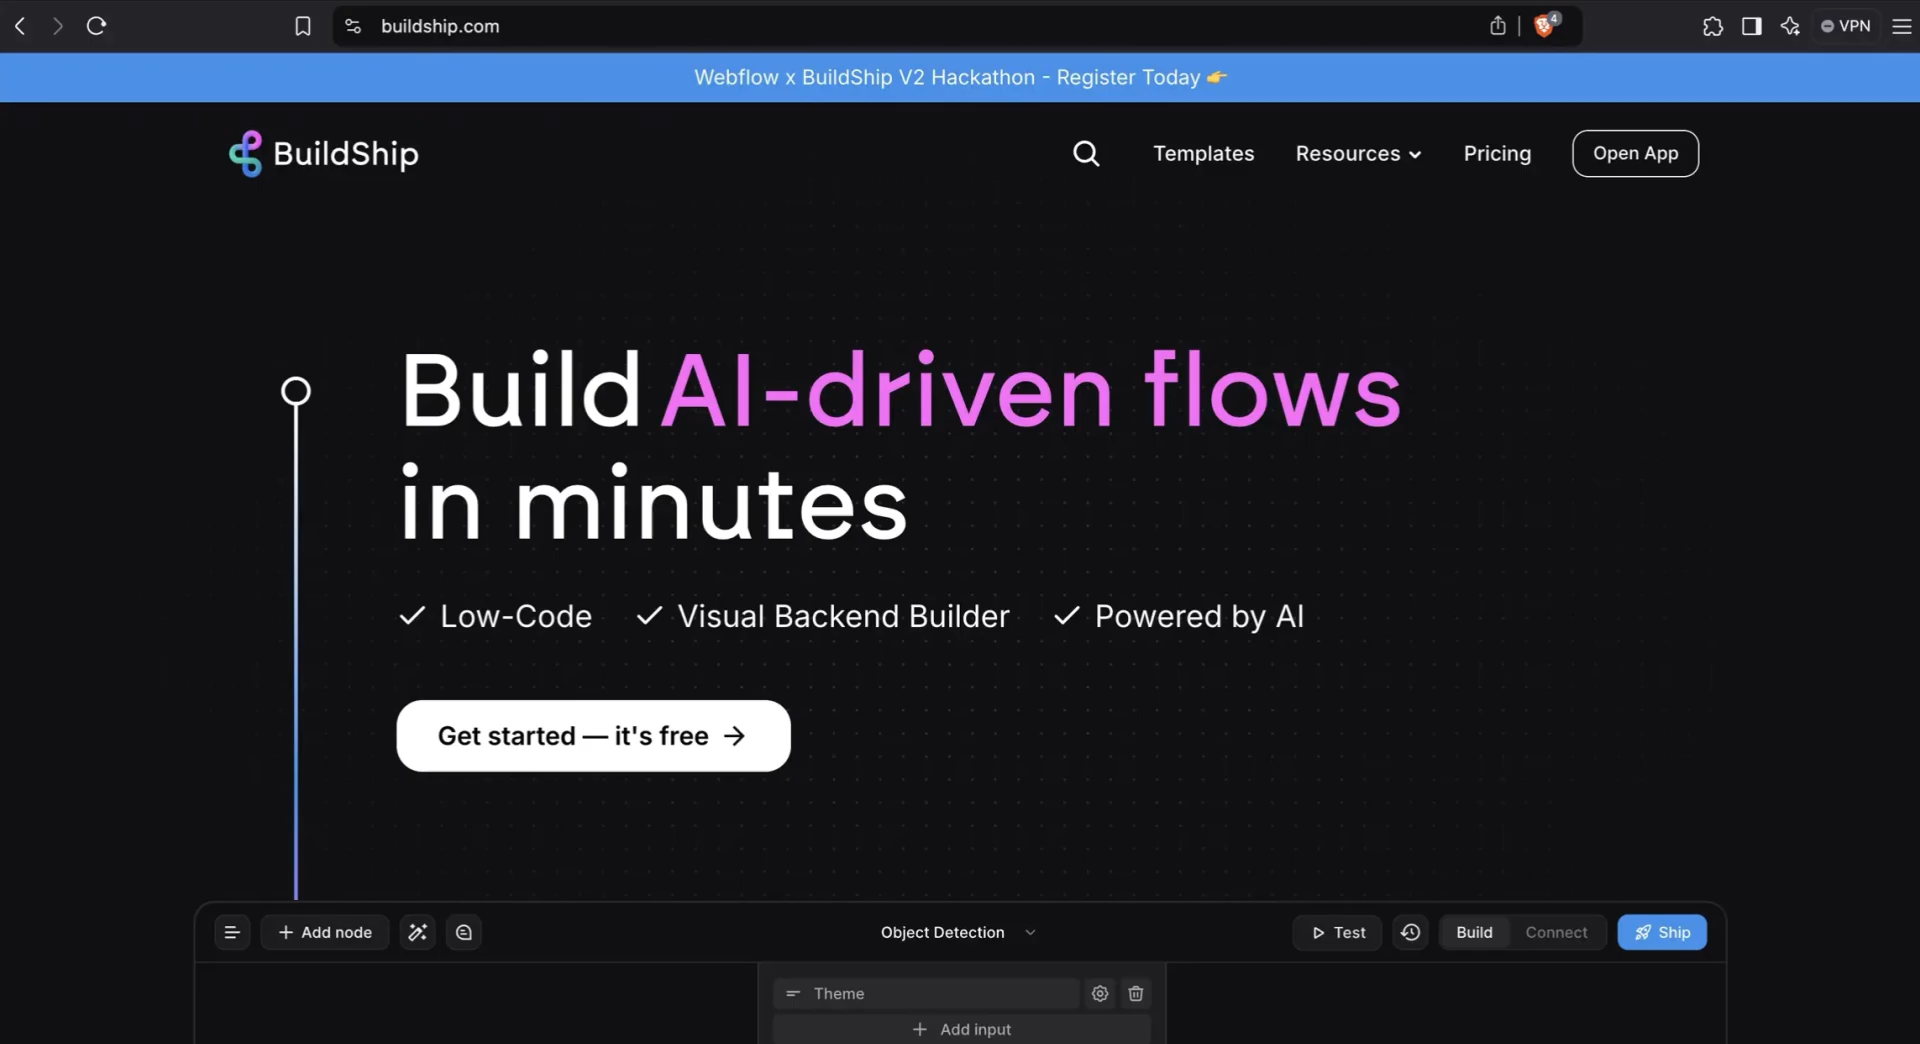 buildship.com
4
VPN
Webflow x BuildShip V2 Hackathon - Register Today 👉
BuildShip
Templates
Resources
Pricing
Open App
Build AI-driven flows
in minutes
Low-Code
Visual Backend Builder
Powered by AI
Get started — it's free →
+ Add node
Object Detection
Test
Build
Connect
Ship
Theme
+ Add input